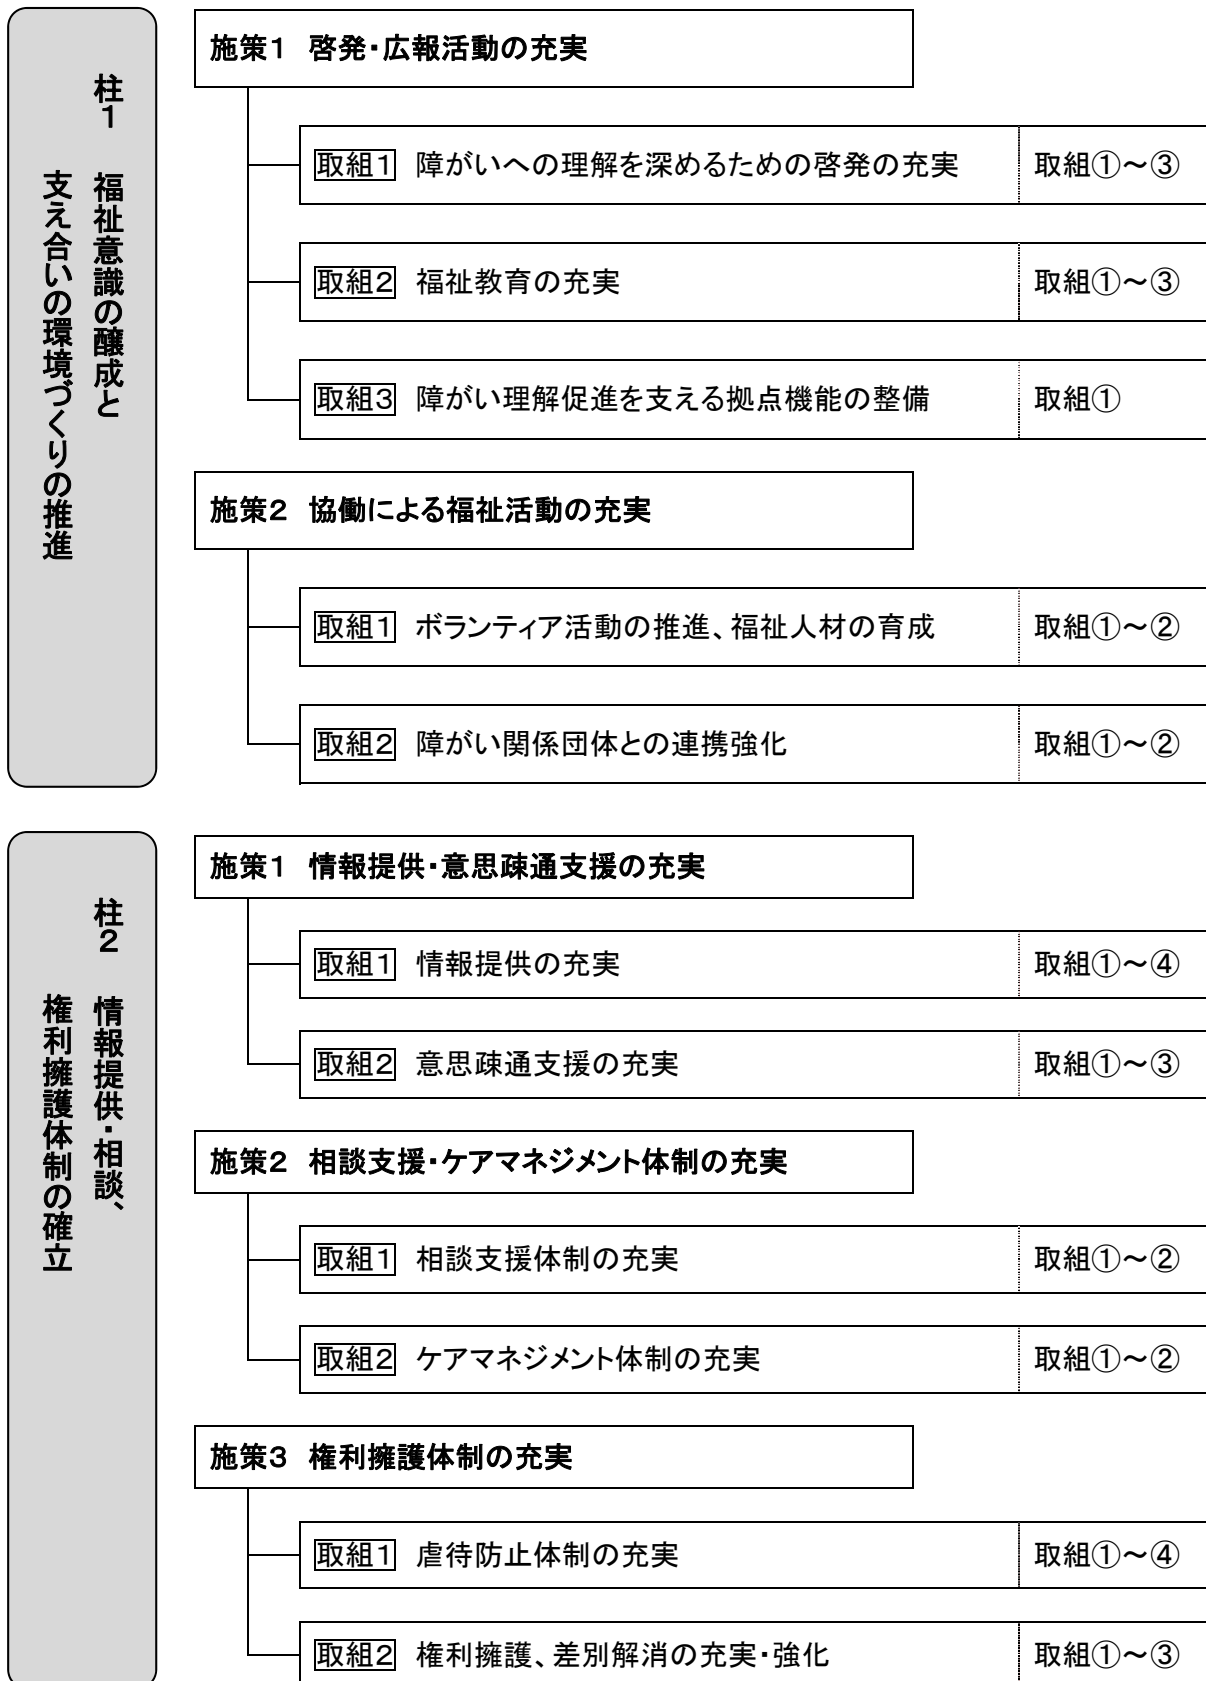 柱１　福祉意識の醸成と
支え合いの環境づくりの推進
施策１　啓発・広報活動の充実
取組１　障がいへの理解を深めるための啓発の充実　取組①～③
取組２　福祉教育の充実　取組①～③
取組３　障がい理解促進を支える拠点機能の整備　取組①
施策２　協働による福祉活動の充実
取組１　ボランティア活動の推進、福祉人材の育成　取組①～②
取組２　障がい関係団体との連携強化　取組①～②
柱２　情報提供・相談、
権利擁護体制の確立
施策１　情報提供・意思疎通支援の充実
取組１　情報提供の充実　取組①～④
取組２　意思疎通支援の充実　取組①～③
施策２　相談支援・ケアマネジメント体制の充実
取組１　相談支援体制の充実　取組①～②
取組２　ケアマネジメント体制の充実　取組①～②
施策３　権利擁護体制の充実
取組１　虐待防止体制の充実　取組①～④
取組２　権利擁護、差別解消の充実・強化　取組①～③